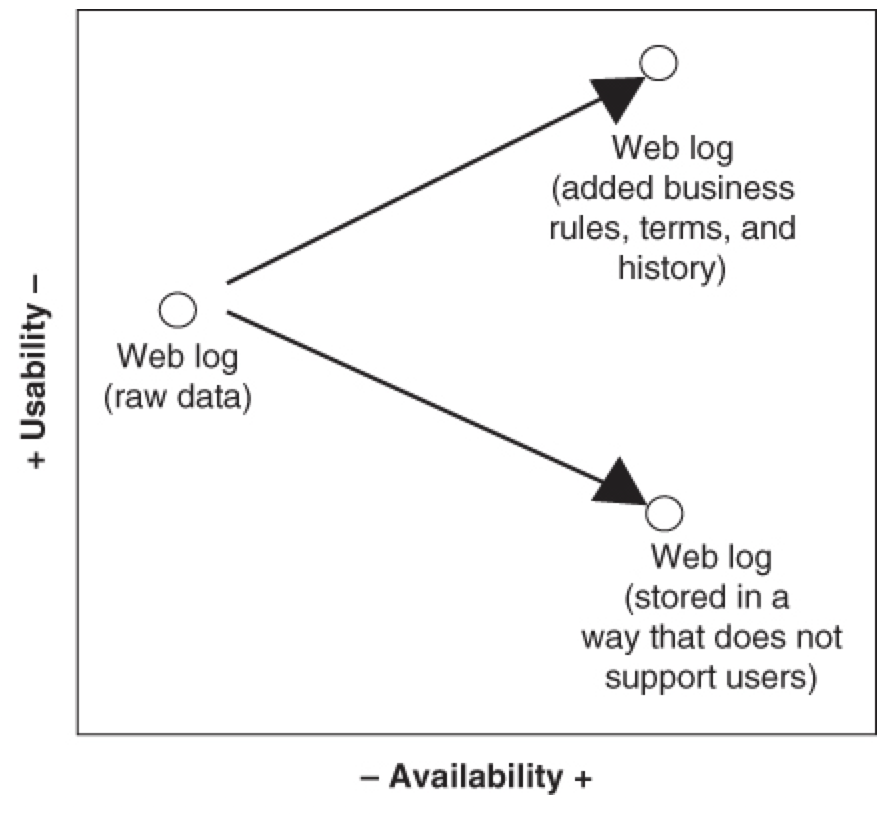 Web log
(added business
rules, terms, and
history)
Web log
(raw data)
Web log
(stored in a
way that does not
support users)
+ Usability –
– Availability +